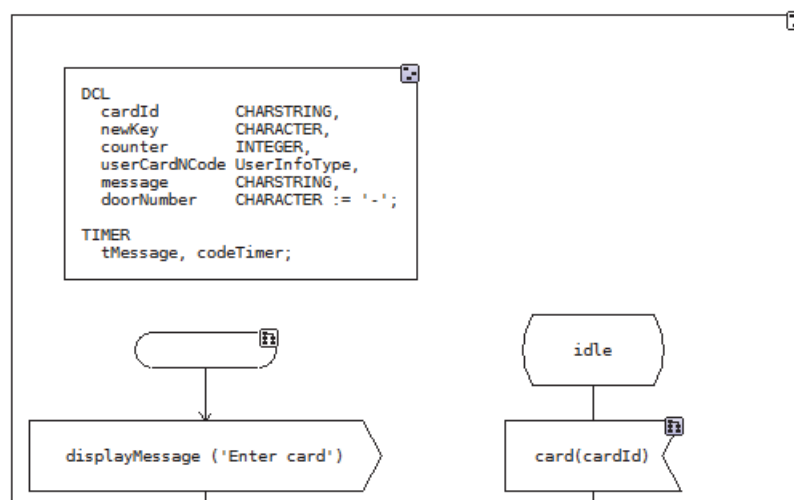 DCL
cardId CHARSTRING,
newKey CHARACTER,
counter INTEGER,
userCardNCode UserInfoType,
message CHARSTRING,
doorNumber CHARACTER := '-';
TIMER
tMessage, codeTimer;
idle
displayMessage ('Enter card')
card(cardId)